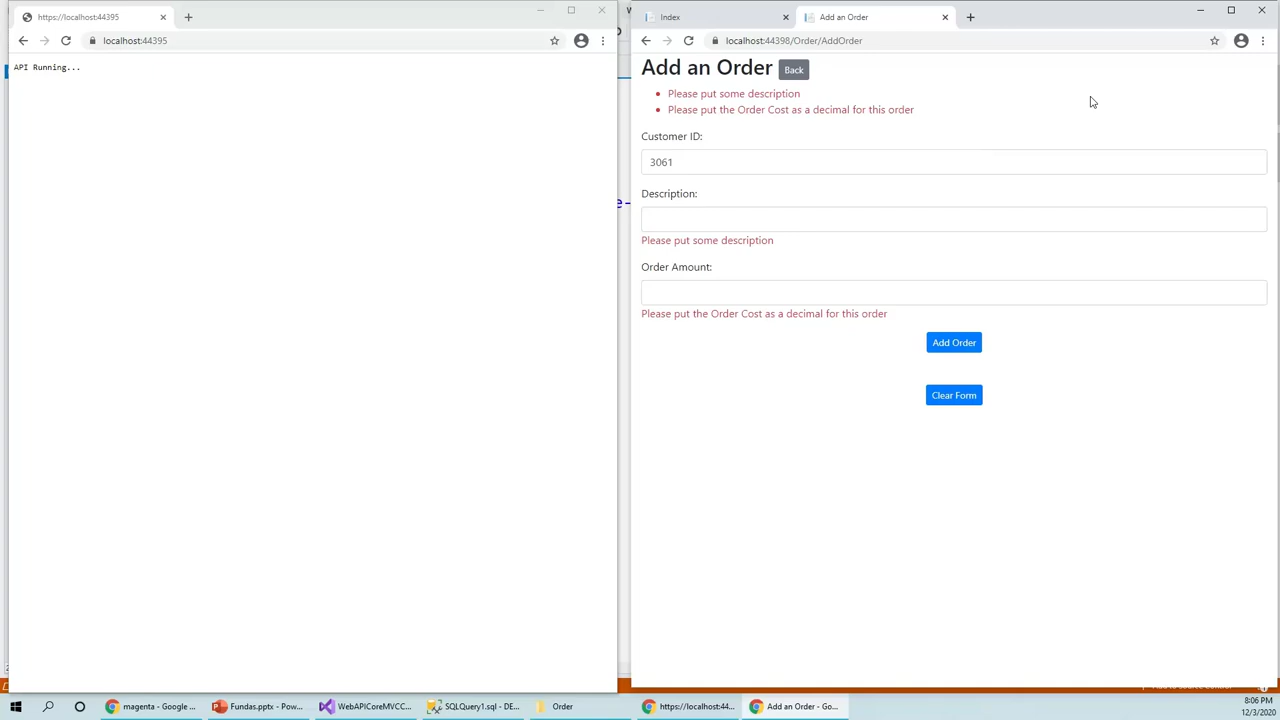 https://localhost:44395
localhost:44395
API Running...
Index
Add an Order
localhost:44398/Order/AddOrder
Add an Order
Back
Please put some description
Please put the Order Cost as a decimal for this order
Customer ID:
3061
Description:
Please put some description
Order Amount:
Please put the Order Cost as a decimal for this order
Add Order
Clear Form
magenta - Google ...
Fundas.pptx - Pow...
WebAPICoreMVCC...
SQLQuery1.sql - DE...
Order
https://localhost:44...
Add an Order - Go...
8:06 PM
12/3/2020